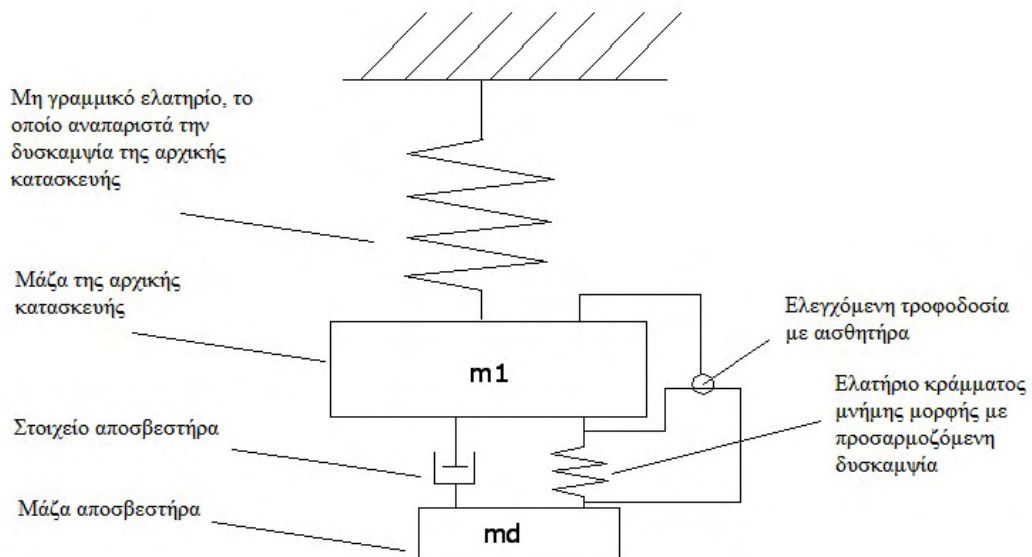 Μη γραμμικό ελατηρίο, το
οποίο αναπαριστά την
δυσκαμψία της αρχικής
κατασκευής
Μάζα της αρχικής
κατασκευής
m1
Ελεγχόμενη τροφοδοσία
με αισθητήρα
Ελατήριο κράμματος
μνήμης μορφής με
προσαρμοζόμενη
δυσκαμψία
Στοιχείο αποσβεστήρα
Μάζα αποσβεστήρα
md